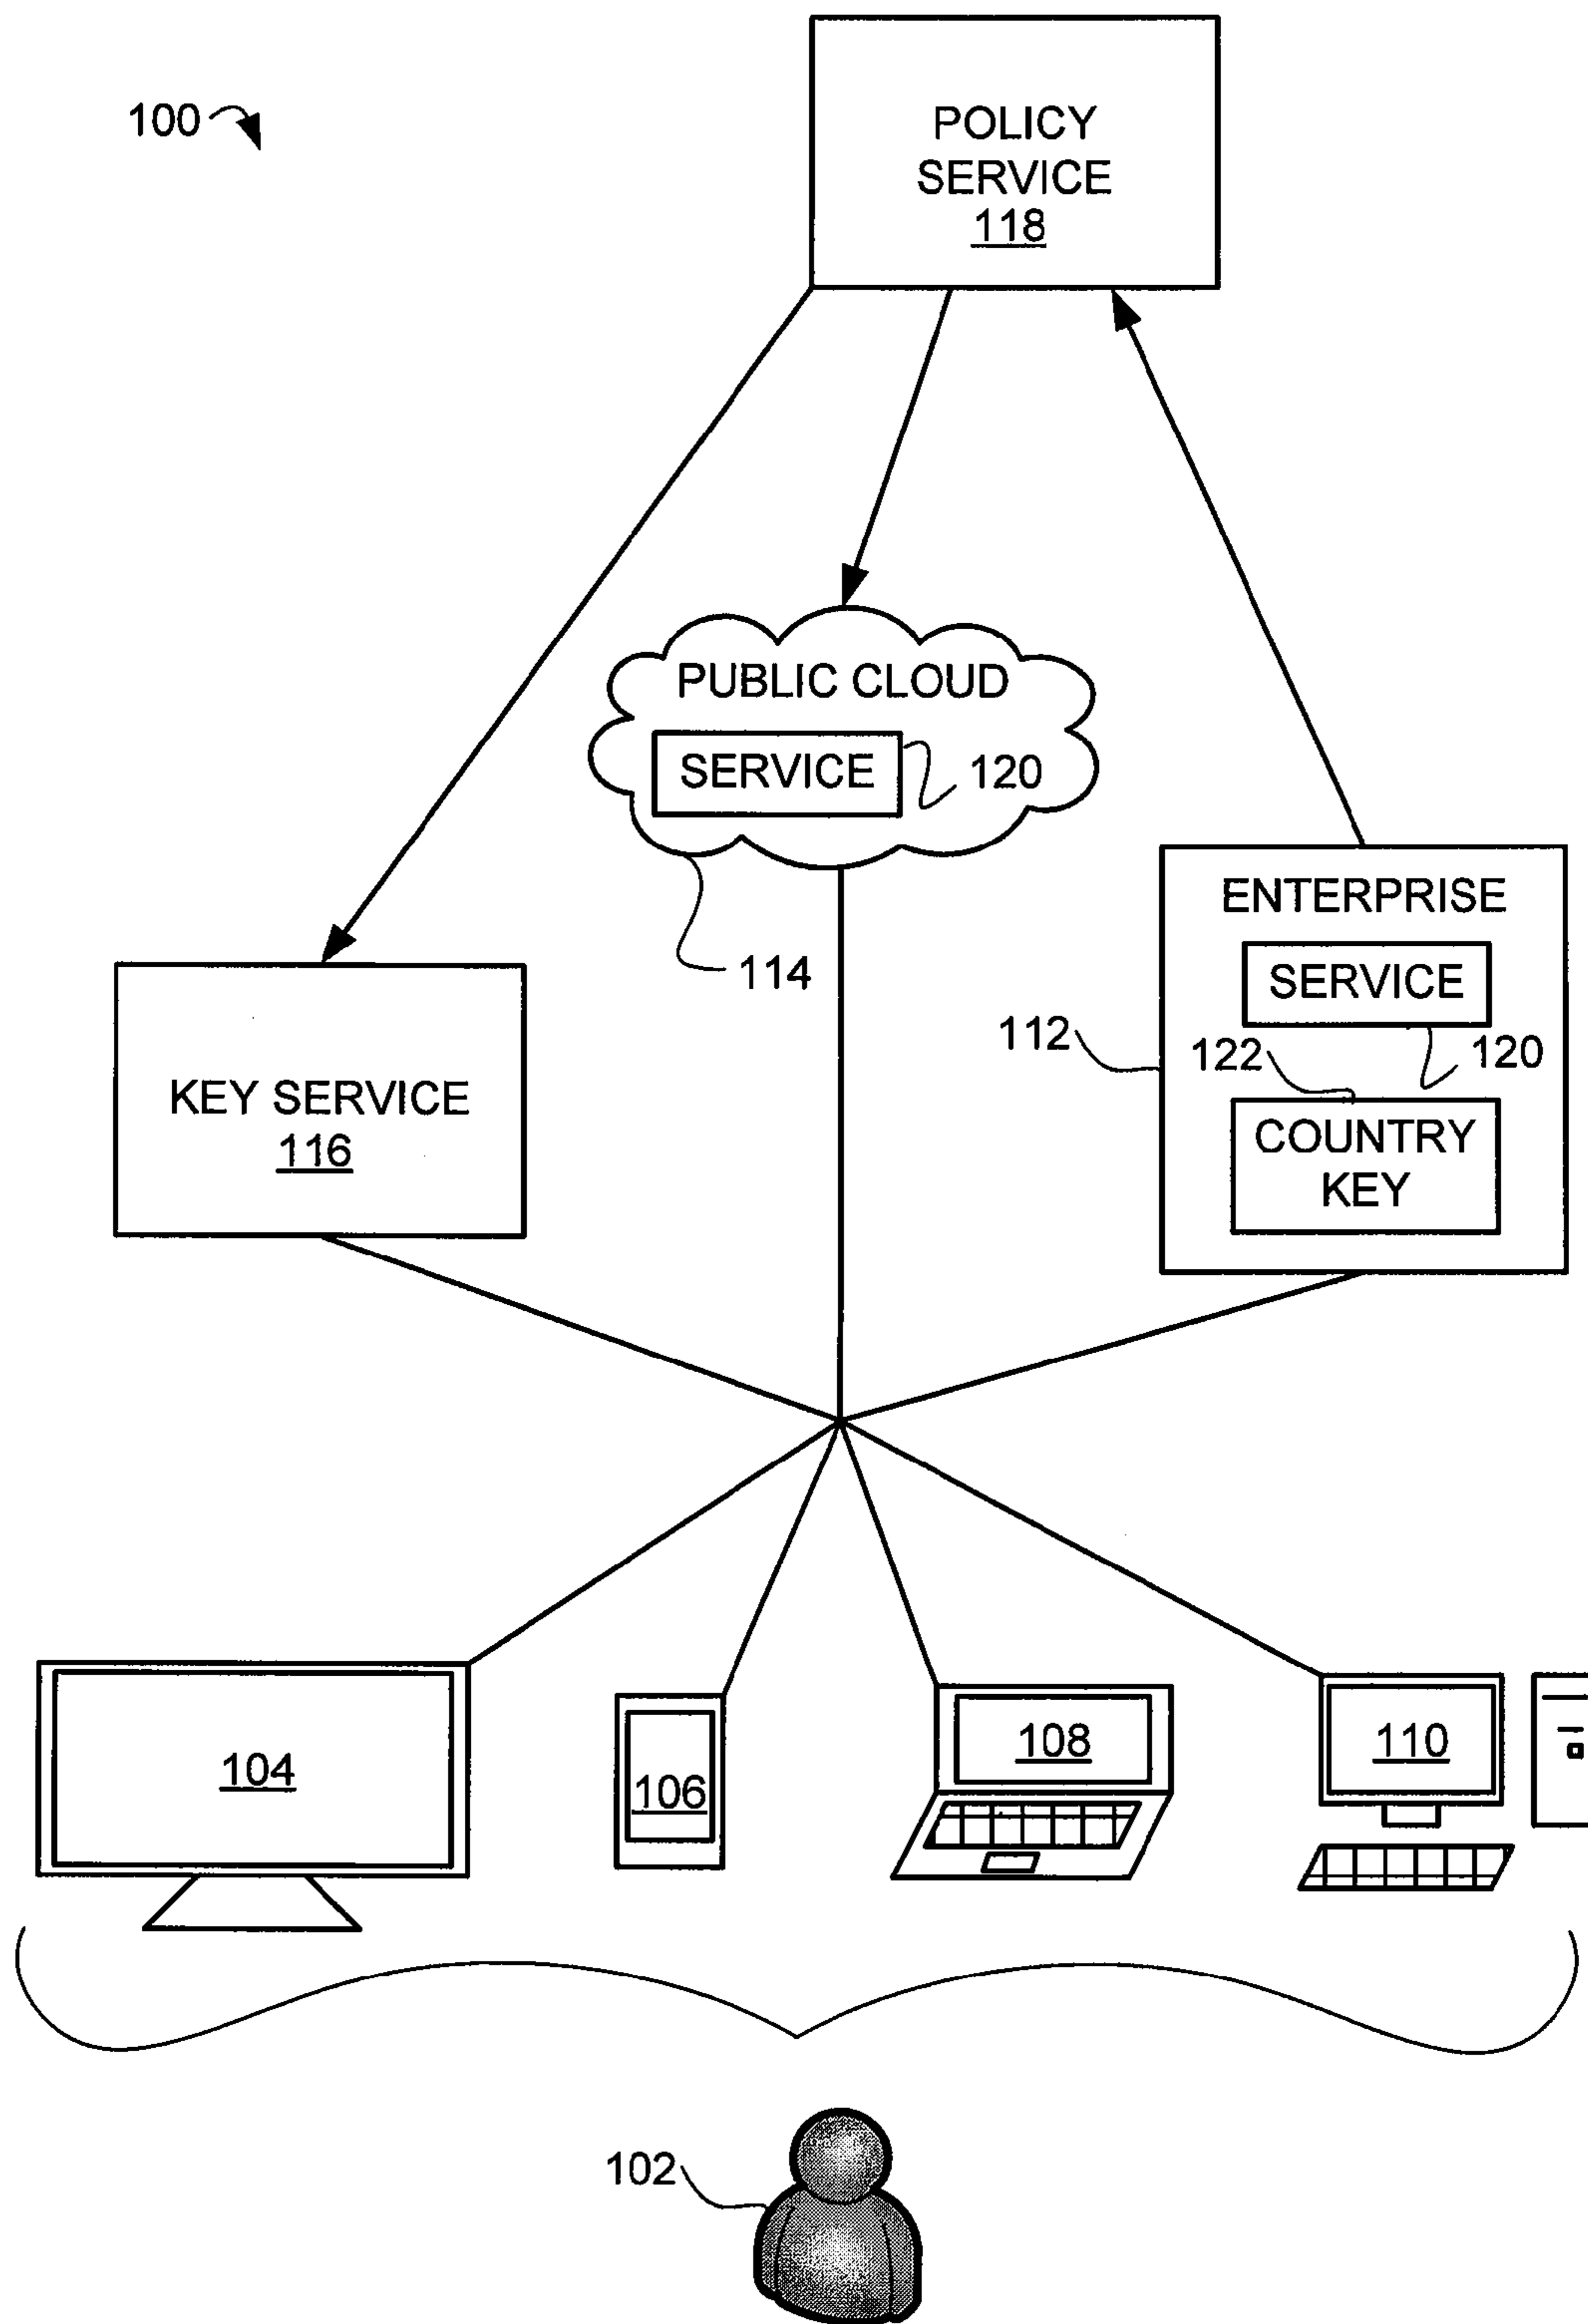 100
POLICY
SERVICE
118
PUBLIC CLOUD
SERVICE
120
114
ENTERPRISE
SERVICE
112
122
120
COUNTRY
KEY
KEY SERVICE
116
104
106
108
110
102